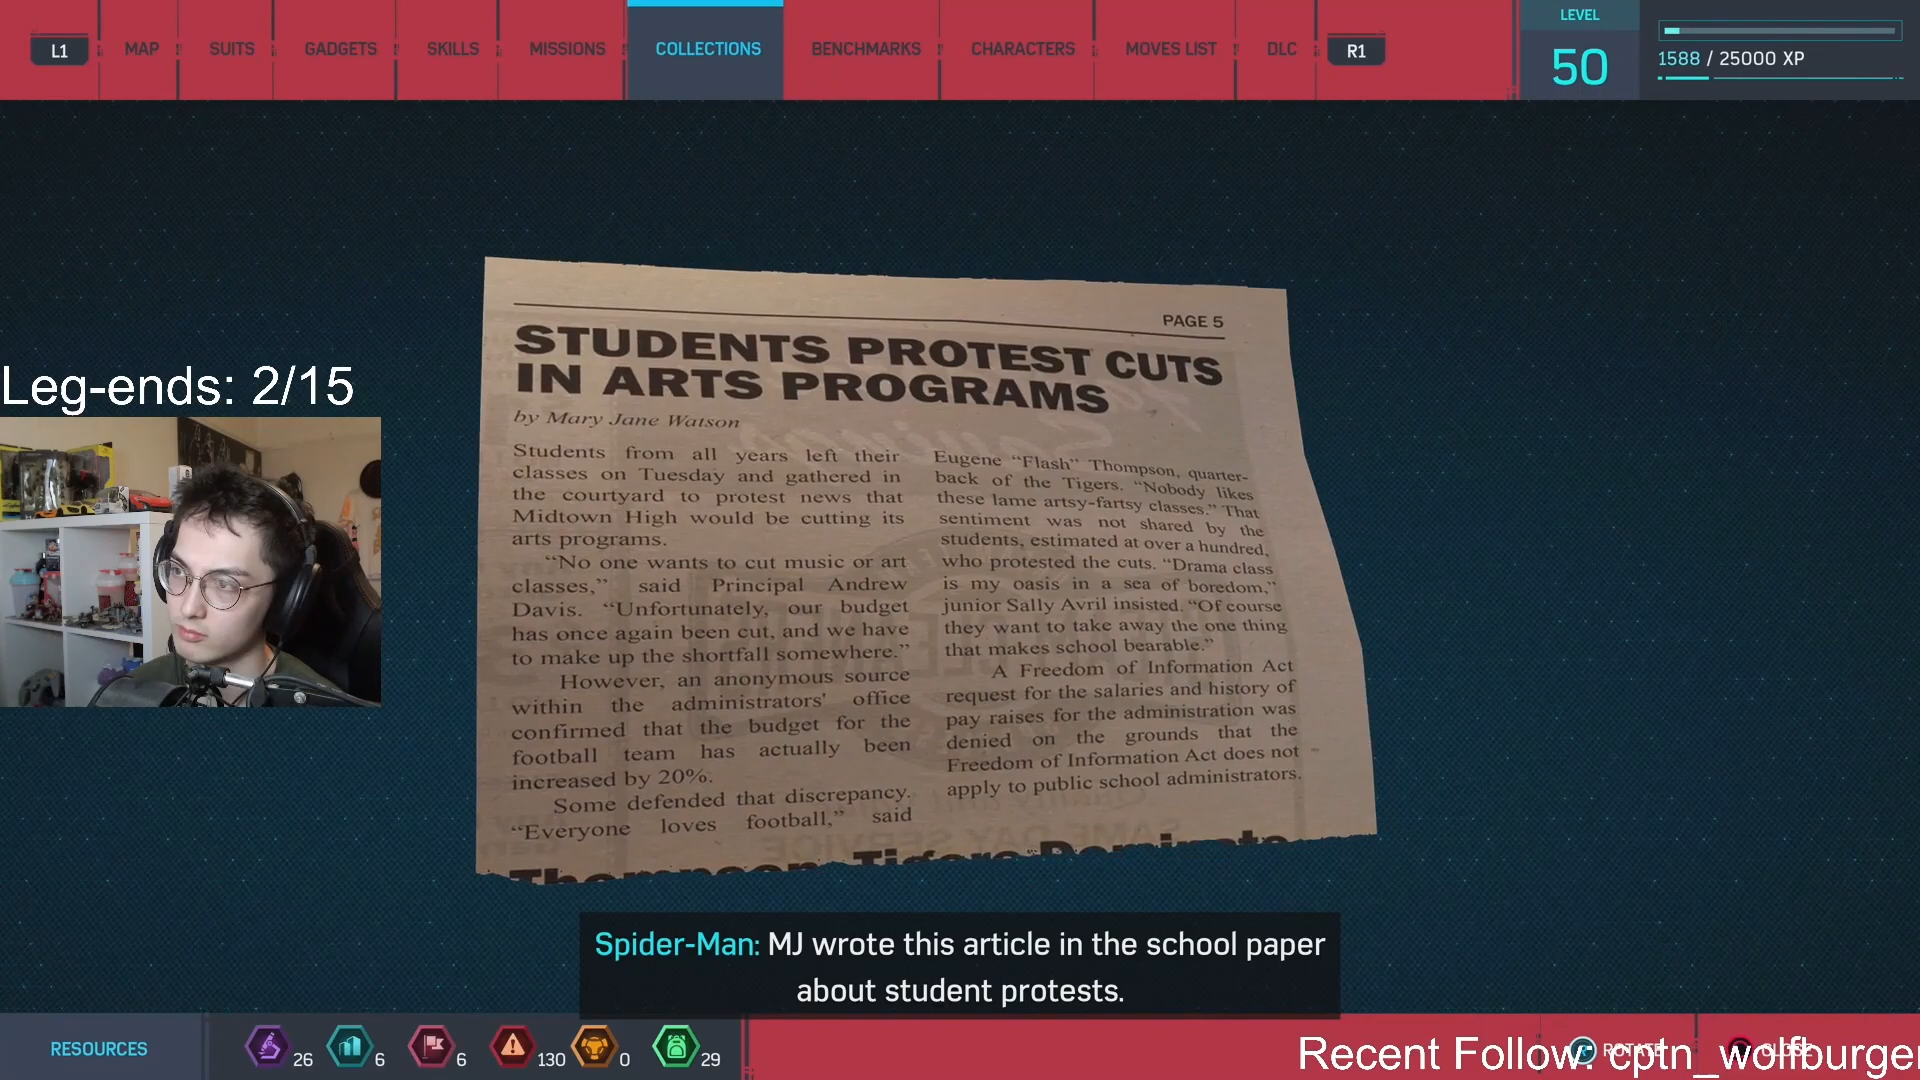 L1
MAP
SUITS
GADGETS
SKILLS
MISSIONS
COLLECTIONS
BENCHMARKS
CHARACTERS
MOVES LIST
DLC
R1
LEVEL
50
1588 / 25000 XP
PAGE 5
STUDENTS PROTEST CUTS
IN ARTS PROGRAMS
by Mary Jane Watson
Students from all years left their
classes on Tuesday and gathered in
the courtyard to protest news that
Midtown High would be cutting its
arts programs.
“No one wants to cut music or art
classes,” said Principal Andrew
Davis. “Unfortunately, our budget
has once again been cut, and we have
to make up the shortfall somewhere.”
However, an anonymous source
within the administrators' office
confirmed that the budget for the
football team has actually been
increased by 20%.
Some defended that discrepancy.
“Everyone loves football,” said
Eugene “Flash” Thompson, quarter-
back of the Tigers. “Nobody likes
these lame artsy-fartsy classes.” That
sentiment was not shared by the
students, estimated at over a hundred,
who protested the cuts. “Drama class
is my oasis in a sea of boredom,”
junior Sally Avril insisted. “Of course
they want to take away the one thing
that makes school bearable.”
A Freedom of Information Act
request for the salaries and history of
pay raises for the administration was
denied on the grounds that the
Freedom of Information Act does not
apply to public school administrators.
Thompson, Tigers Dominate
Leg-ends: 2/15
Spider-Man: MJ wrote this article in the school paper
about student protests.
RESOURCES
26
6
6
130
0
29
R
ROTATE
CLOSE
Recent Follow: cptn_wolfburger